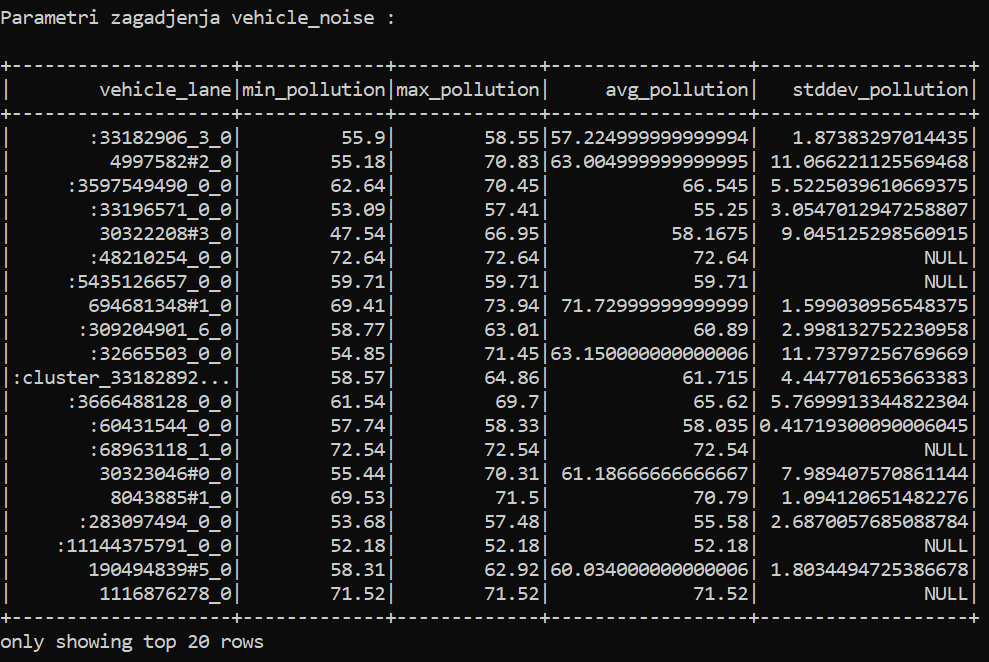 Parametri zagadjenja vehicle_noise :
+---------------------+-------------+-------------+------------------+-------------------+
|         vehicle_lane|min_pollution|max_pollution|     avg_pollution|   stddev_pollution|
+---------------------+-------------+-------------+------------------+-------------------+
|        :33182906_3_0|         55.9|        58.55|57.224999999999994|   1.87383297014435|
|          4997582#2_0|        55.18|        70.83|63.004999999999995| 11.066221125569468|
|      :3597549490_0_0|        62.64|        70.45|            66.545| 5.5225039610669375|
|        :33196571_0_0|        53.09|        57.41|             55.25| 3.0547012947258807|
|         30322208#3_0|        47.54|        66.95|           58.1675|  9.045125298560915|
|        :48210254_0_0|        72.64|        72.64|             72.64|               NULL|
|      :5435126657_0_0|        59.71|        59.71|             59.71|               NULL|
|        694681348#1_0|        69.41|        73.94| 71.72999999999999|  1.599030956548375|
|       :309204901_6_0|        58.77|        63.01|             60.89|  2.998132752230958|
|        :32665503_0_0|        54.85|        71.45|63.150000000000006|  11.73797256769669|
|:cluster_33182892...|        58.57|        64.86|            61.715|  4.447701653663383|
|      :3666488128_0_0|        61.54|         69.7|             65.62| 5.7699913344822304|
|        :60431544_0_0|        57.74|        58.33|            58.035|0.41719300090006045|
|        :68963118_1_0|        72.54|        72.54|             72.54|               NULL|
|         30323046#0_0|        55.44|        70.31| 61.18666666666667|  7.989407570861144|
|          8043885#1_0|        69.53|         71.5|             70.79|  1.094120651482276|
|       :283097494_0_0|        53.68|        57.48|             55.58| 2.6870057685088784|
|     :11144375791_0_0|        52.18|        52.18|             52.18|               NULL|
|        190494839#5_0|        58.31|        62.92|60.034000000000006| 1.8034494725386678|
|         1116876278_0|        71.52|        71.52|             71.52|               NULL|
+---------------------+-------------+-------------+------------------+-------------------+
only showing top 20 rows